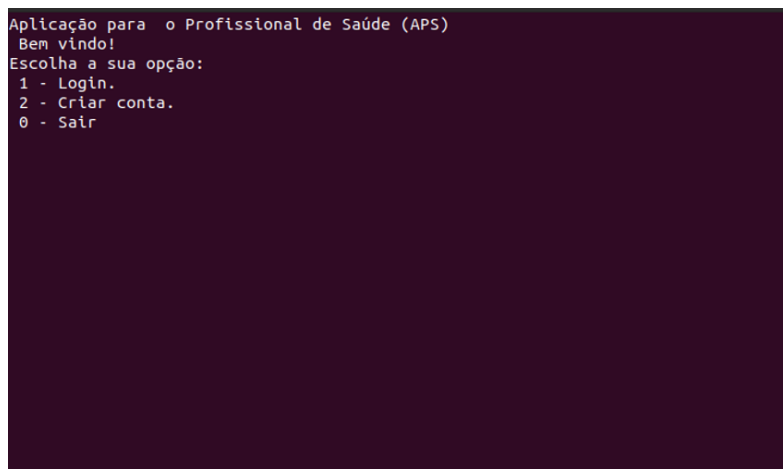 Aplicação para  o Profissional de Saúde (APS)
 Bem vindo!
Escolha a sua opção:
 1 - Login.
 2 - Criar conta.
 0 - Sair